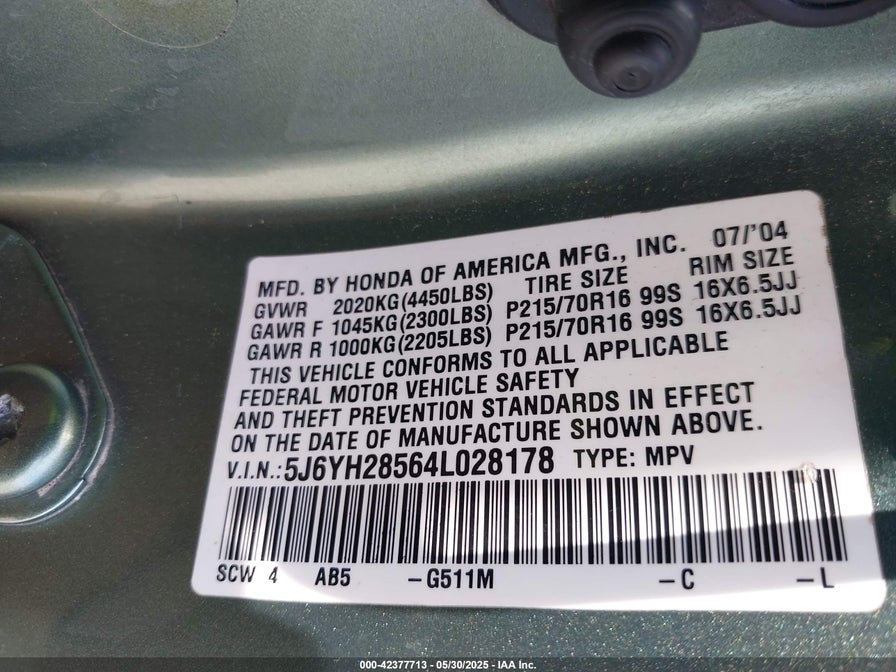 MFD. BY HONDA OF AMERICA MFG., INC. 07/'04
GVWR 2020KG(4450LBS) TIRE SIZE RIM SIZE
GAWR F 1045KG(2300LBS) P215/70R16 99S 16X6.5JJ
GAWR R 1000KG(2205LBS) P215/70R16 99S 16X6.5JJ
THIS VEHICLE CONFORMS TO ALL APPLICABLE
FEDERAL MOTOR VEHICLE SAFETY
AND THEFT PREVENTION STANDARDS IN EFFECT
ON THE DATE OF MANUFACTURE SHOWN ABOVE.
V.I.N.: 5J6YH28564L028178 TYPE: MPV
SCW 4 AB5 –G511M –C –L
000-42377713 — 05/30/2025 — IAA Inc.